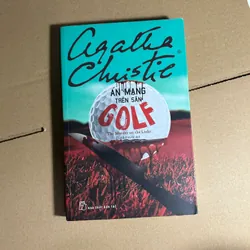 Agatha
Christie
ÁN MẠNG
TRÊN SÂN
GOLF